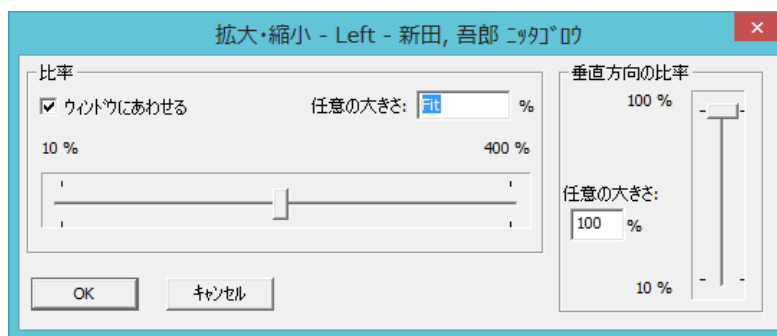 拡大・縮小 - Left - 新田, 吾郎 ﾆｯﾀｺﾞﾛｳ
比率
ｳｨﾝﾄﾞｳにあわせる
任意の大きさ: Fit %
10 %
400 %
垂直方向の比率
100 %
任意の大きさ:
100 %
10 %
OK
ｷｬﾝｾﾙ